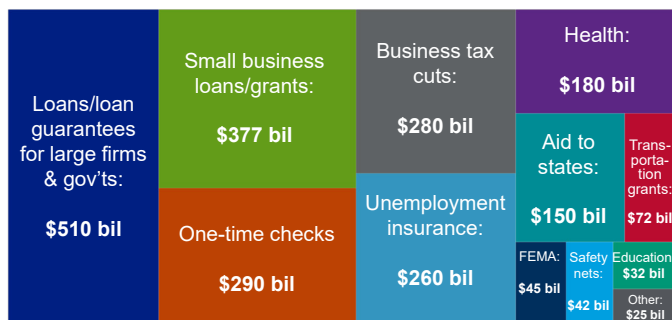 Loans/loan
guarantees
for large firms
& gov'ts:
$510 bil
Small business
loans/grants:
$377 bil
One-time checks
$290 bil
Business tax
cuts:
$280 bil
Unemployment
insurance:
$260 bil
Health:
$180 bil
Aid to
states:
$150 bil
Trans-
porta-
tion
grants:
$72 bil
FEMA:
$45 bil
Safety
nets:
$42 bil
Education
$32 bil
Other:
$25 bil